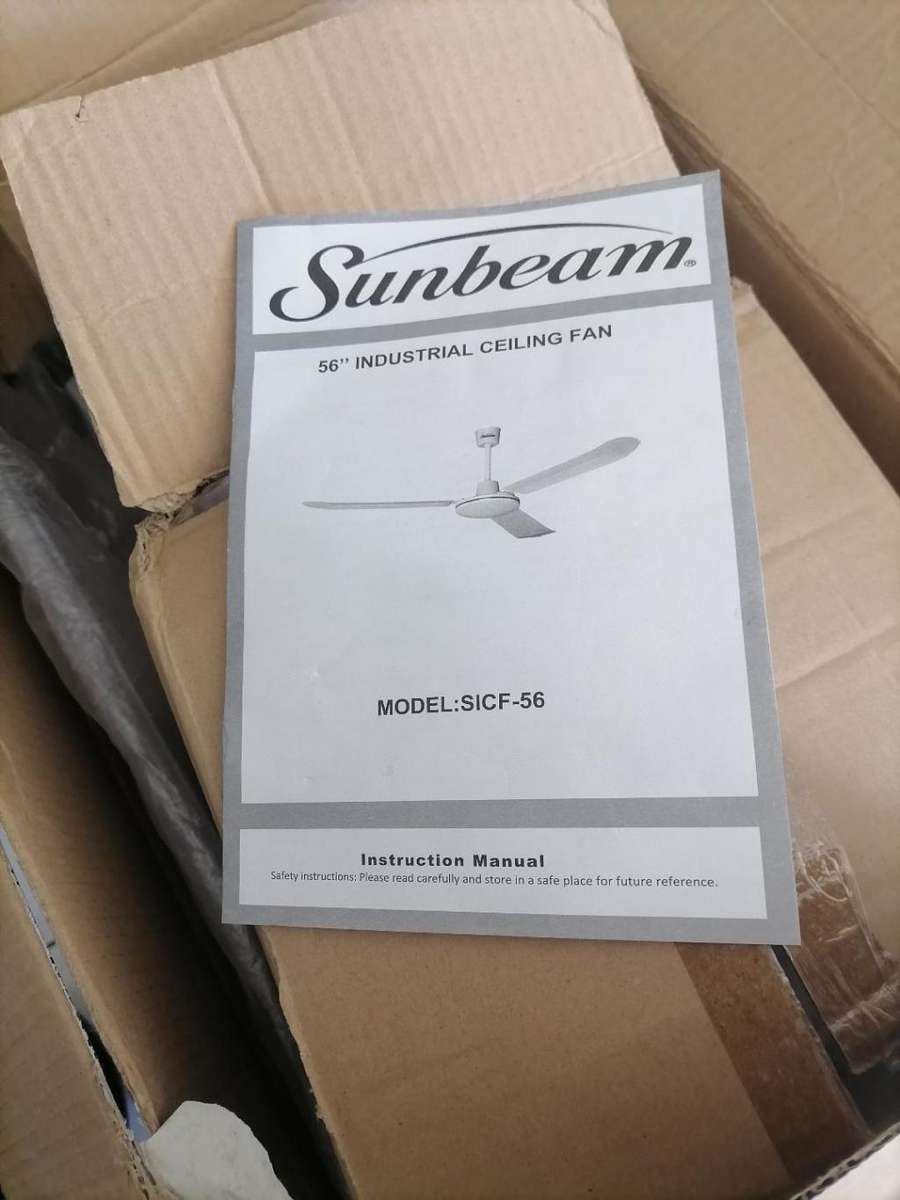 Sunbeam®
56’’ INDUSTRIAL CEILING FAN
MODEL:SICF-56
Instruction Manual
Safety instructions: Please read carefully and store in a safe place for future reference.